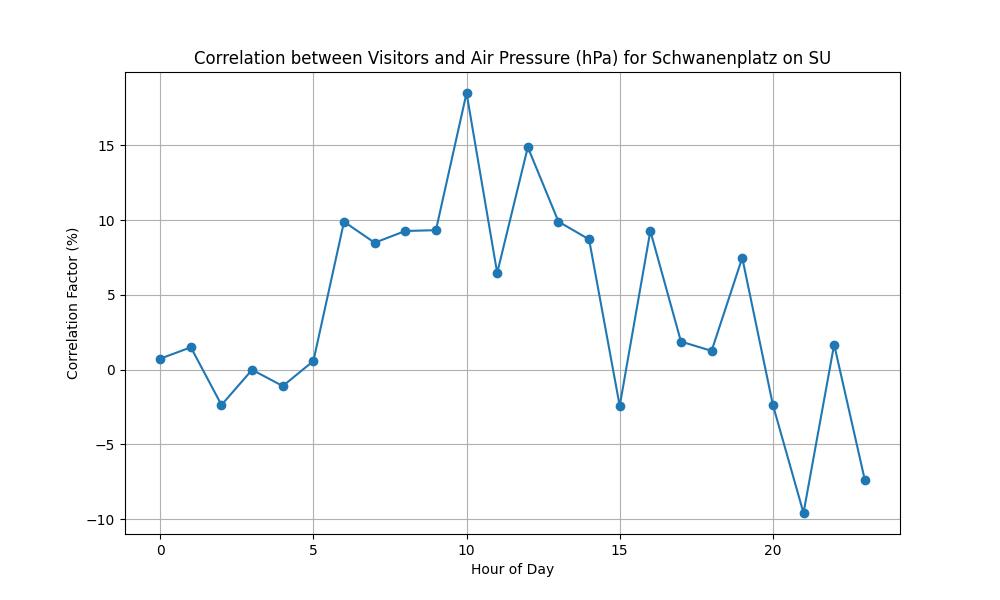 Correlation between Visitors and Air Pressure (hPa) for Schwanenplatz on SU
Correlation Factor (%)
15
10
5
0
−5
−10
0 5 10 15 20
Hour of Day